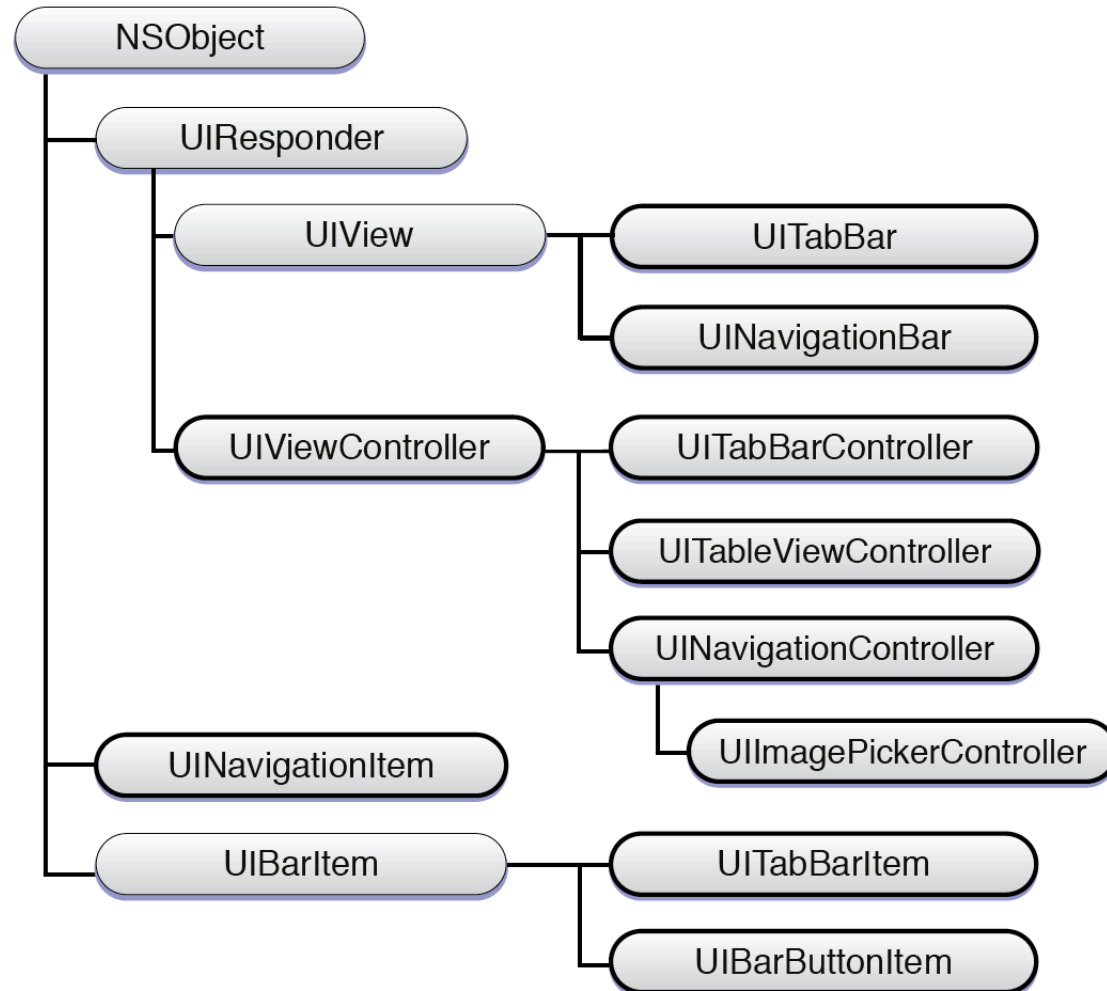 NSObject
UIResponder
UIView
UITabBar
UINavigationBar
UIViewController
UITabBarController
UITableViewController
UINavigationController
UIImagePickerController
UINavigationItem
UIBarItem
UITabBarItem
UIBarButtonItem